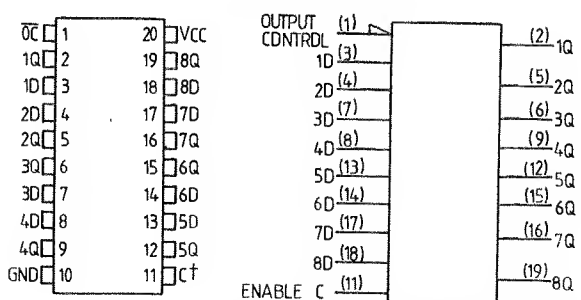 OC 1 20 VCC
1Q 2 19 8Q
1D 3 18 8D
2D 4 17 7D
2Q 5 16 7Q
3Q 6 15 6Q
3D 7 14 6D
4D 8 13 5D
4Q 9 12 5Q
GND 10 11 C†
OUTPUT (1)
CONTROL
1D (3)
2D (4)
3D (7)
4D (8)
5D (13)
6D (14)
7D (17)
8D (18)
ENABLE C (11)
(2) 1Q
(5) 2Q
(6) 3Q
(9) 4Q
(12) 5Q
(15) 6Q
(16) 7Q
(19) 8Q